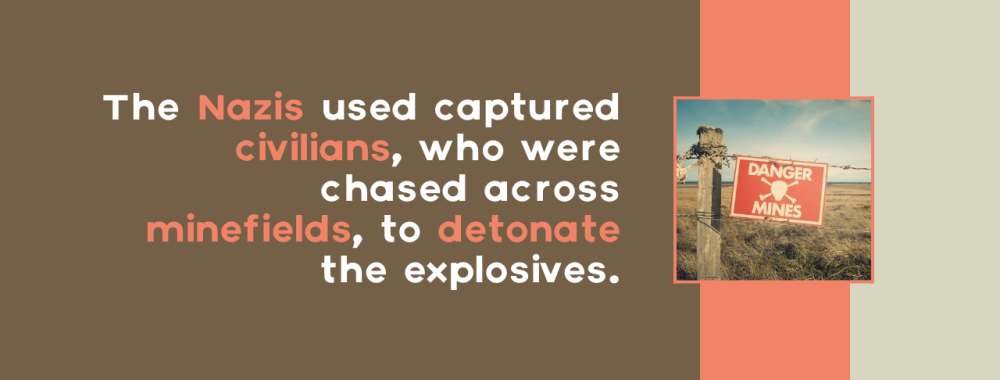 The Nazis used captured
civilians, who were
chased across
minefields, to detonate
the explosives.
DANGER
MINES